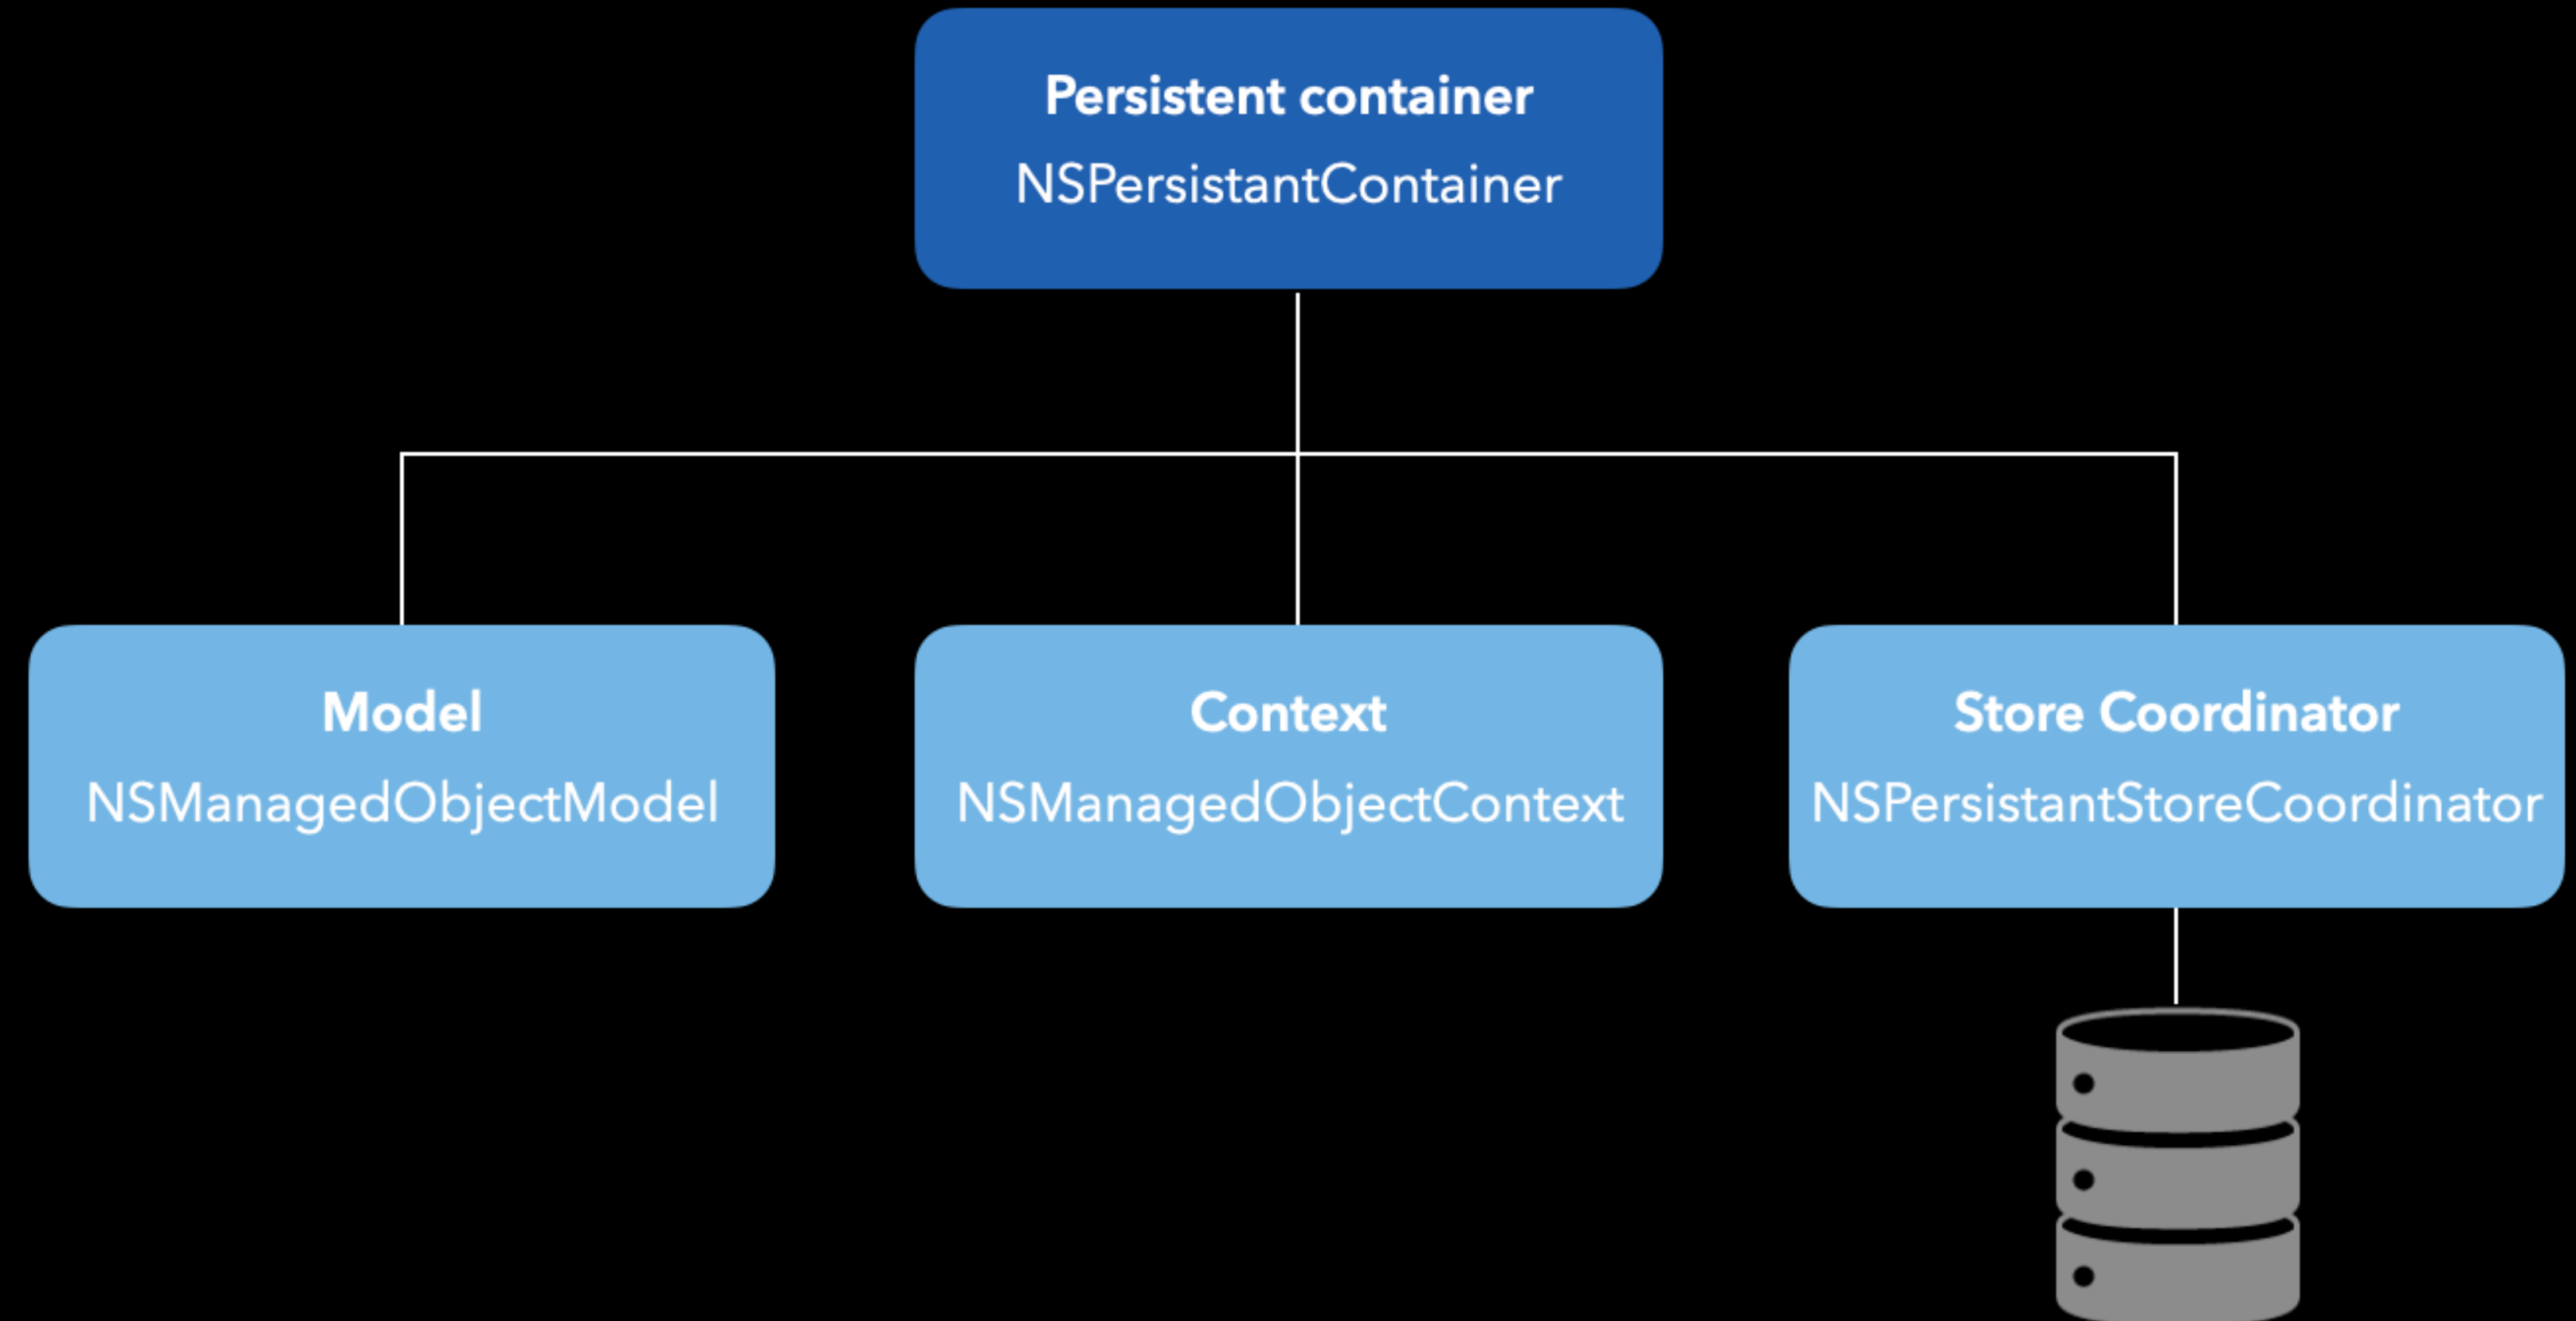 Persistent container
NSPersistantContainer
Model
NSManagedObjectModel
Context
NSManagedObjectContext
Store Coordinator
NSPersistantStoreCoordinator